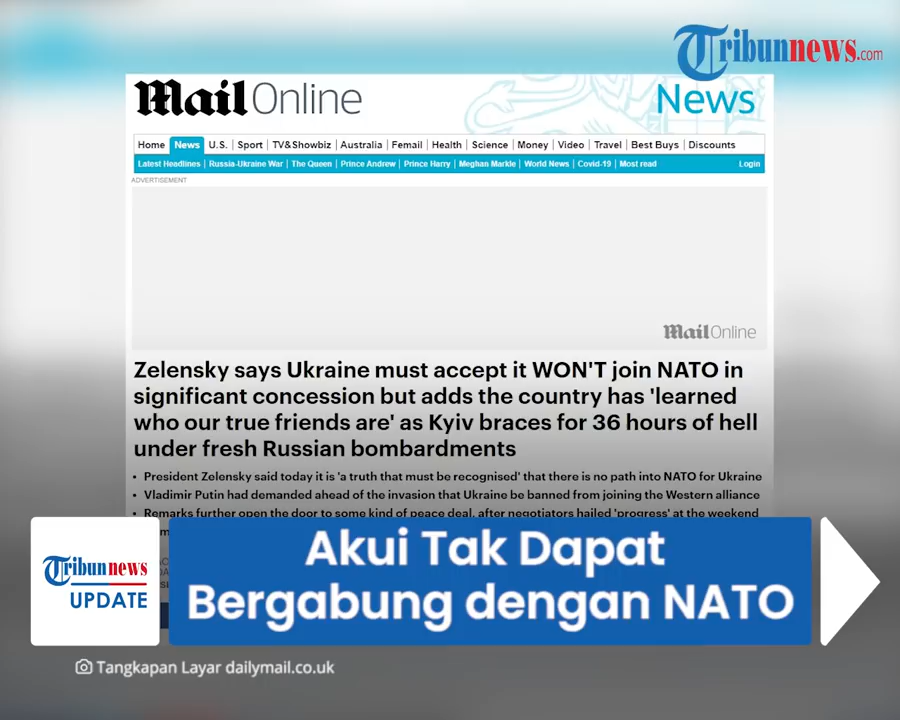 Tribunnews.com
Mail Online
News
Home News U.S. Sport TV&Showbiz Australia Femail Health Science Money Video Travel Best Buys Discounts
Latest Headlines Russia-Ukraine War The Queen Prince Andrew Prince Harry Meghan Markle World News Covid-19 Most read Login
ADVERTISEMENT
Mail Online
Zelensky says Ukraine must accept it WON'T join NATO in
significant concession but adds the country has 'learned
who our true friends are' as Kyiv braces for 36 hours of hell
under fresh Russian bombardments
• President Zelensky said today it is 'a truth that must be recognised' that there is no path into NATO for Ukraine
• Vladimir Putin had demanded ahead of the invasion that Ukraine be banned from joining the Western alliance
• Remarks further open the door to some kind of peace deal, after negotiators hailed 'progress' at the weekend
Tribunnews
UPDATE
Akui Tak Dapat
Bergabung dengan NATO
Tangkapan Layar dailymail.co.uk